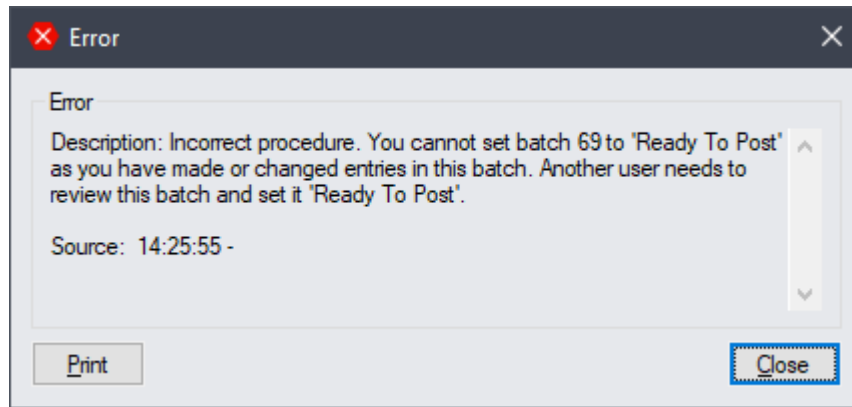 Error
Error
Description: Incorrect procedure. You cannot set batch 69 to 'Ready To Post'
as you have made or changed entries in this batch. Another user needs to
review this batch and set it 'Ready To Post'.
Source: 14:25:55 -
Print
Close